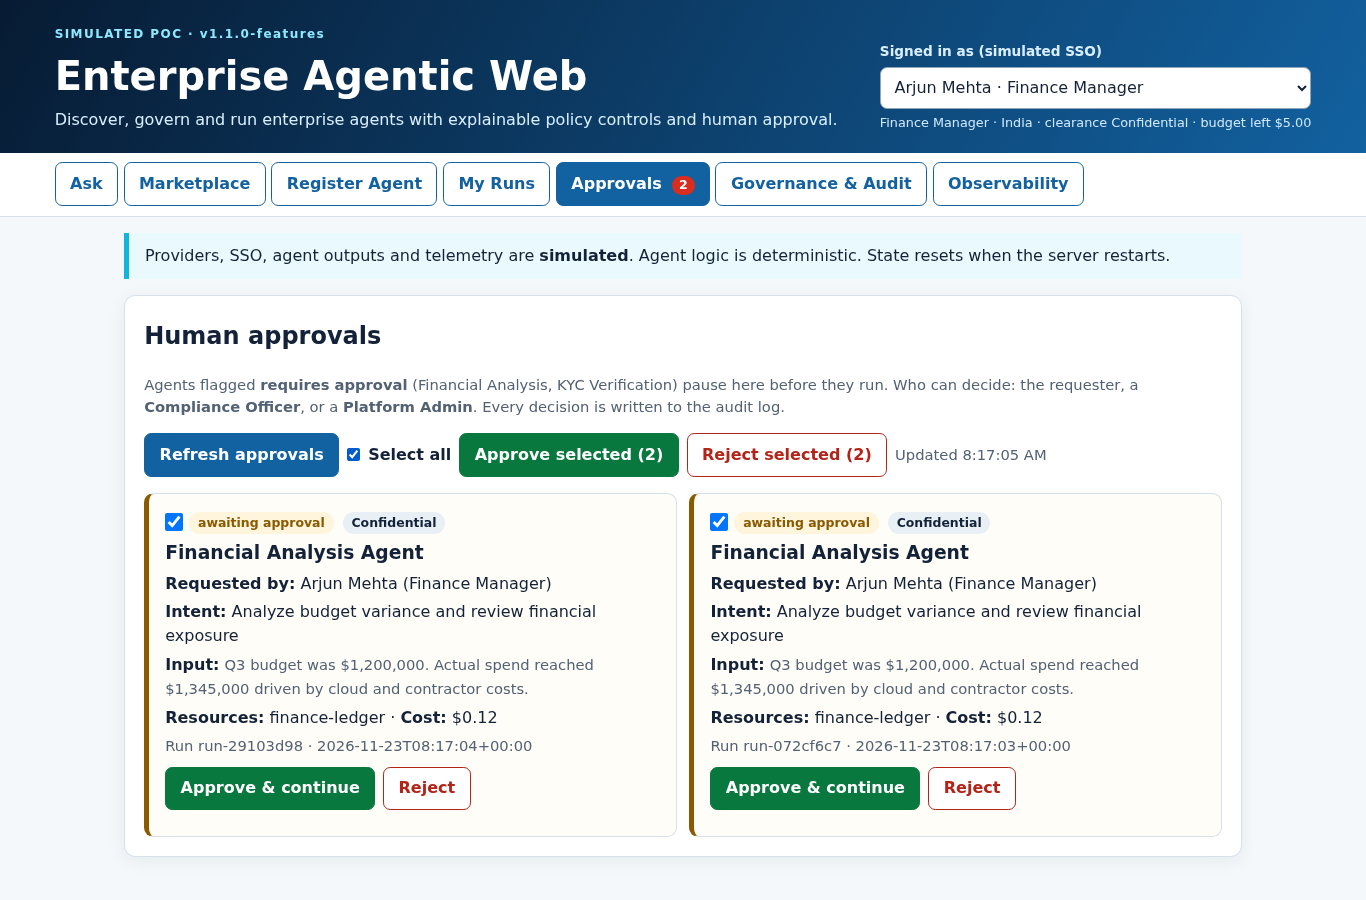 SIMULATED POC · v1.1.0-features
Enterprise Agentic Web
Discover, govern and run enterprise agents with explainable policy controls and human approval.
Signed in as (simulated SSO)
Arjun Mehta · Finance Manager
Finance Manager · India · clearance Confidential · budget left $5.00
Ask Marketplace Register Agent My Runs Approvals 2 Governance & Audit Observability
Providers, SSO, agent outputs and telemetry are simulated. Agent logic is deterministic. State resets when the server restarts.
Human approvals
Agents flagged requires approval (Financial Analysis, KYC Verification) pause here before they run. Who can decide: the requester, a
Compliance Officer, or a Platform Admin. Every decision is written to the audit log.
Refresh approvals Select all Approve selected (2) Reject selected (2) Updated 8:17:05 AM
awaiting approval Confidential
Financial Analysis Agent
Requested by: Arjun Mehta (Finance Manager)
Intent: Analyze budget variance and review financial
exposure
Input: Q3 budget was $1,200,000. Actual spend reached
$1,345,000 driven by cloud and contractor costs.
Resources: finance-ledger · Cost: $0.12
Run run-29103d98 · 2026-11-23T08:17:04+00:00
Approve & continue Reject
awaiting approval Confidential
Financial Analysis Agent
Requested by: Arjun Mehta (Finance Manager)
Intent: Analyze budget variance and review financial
exposure
Input: Q3 budget was $1,200,000. Actual spend reached
$1,345,000 driven by cloud and contractor costs.
Resources: finance-ledger · Cost: $0.12
Run run-072cf6c7 · 2026-11-23T08:17:03+00:00
Approve & continue Reject